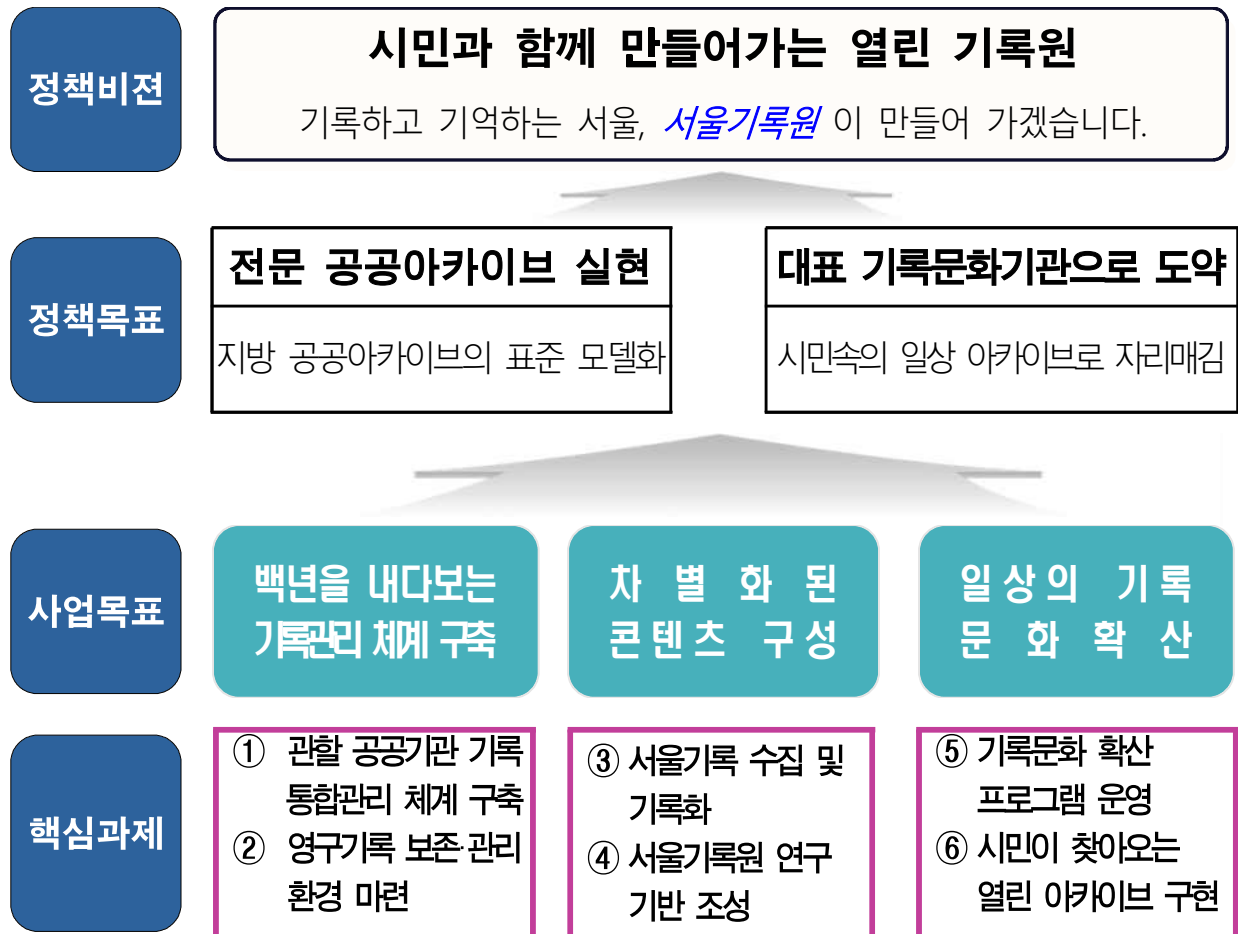 정책비젼
시민과 함께 만들어가는 열린 기록원
기록하고 기억하는 서울, 서울기록원 이 만들어 가겠습니다.
정책목표
전문 공공아카이브 실현
지방 공공아카이브의 표준 모델화
대표 기록문화기관으로 도약
시민속의 일상 아카이브로 자리매김
사업목표
백년을 내다보는
기록관리 체계 구축
차 별 화 된
콘텐츠 구성
일상의 기록
문 화 확 산
핵심과제
① 관할 공공기관 기록
통합관리 체계 구축
② 영구기록 보존·관리
환경 마련
③ 서울기록 수집 및
기록화
④ 서울기록원 연구
기반 조성
⑤ 기록문화 확산
프로그램 운영
⑥ 시민이 찾아오는
열린 아카이브 구현